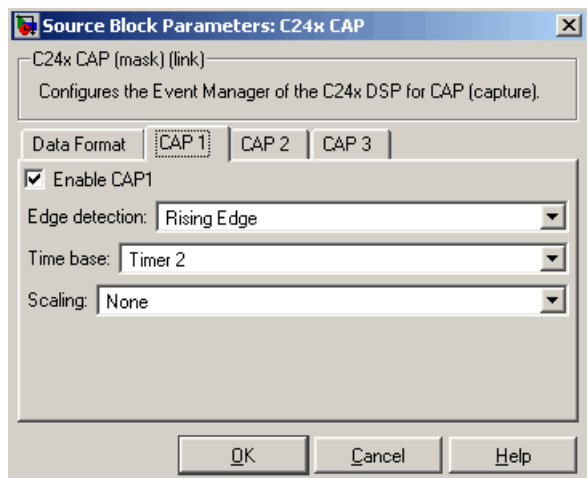 Source Block Parameters: C24x CAP
C24x CAP (mask) (link)
Configures the Event Manager of the C24x DSP for CAP (capture).
Data Format CAP 1 CAP 2 CAP 3
Enable CAP1
Edge detection: Rising Edge
Time base: Timer 2
Scaling: None
OK Cancel Help